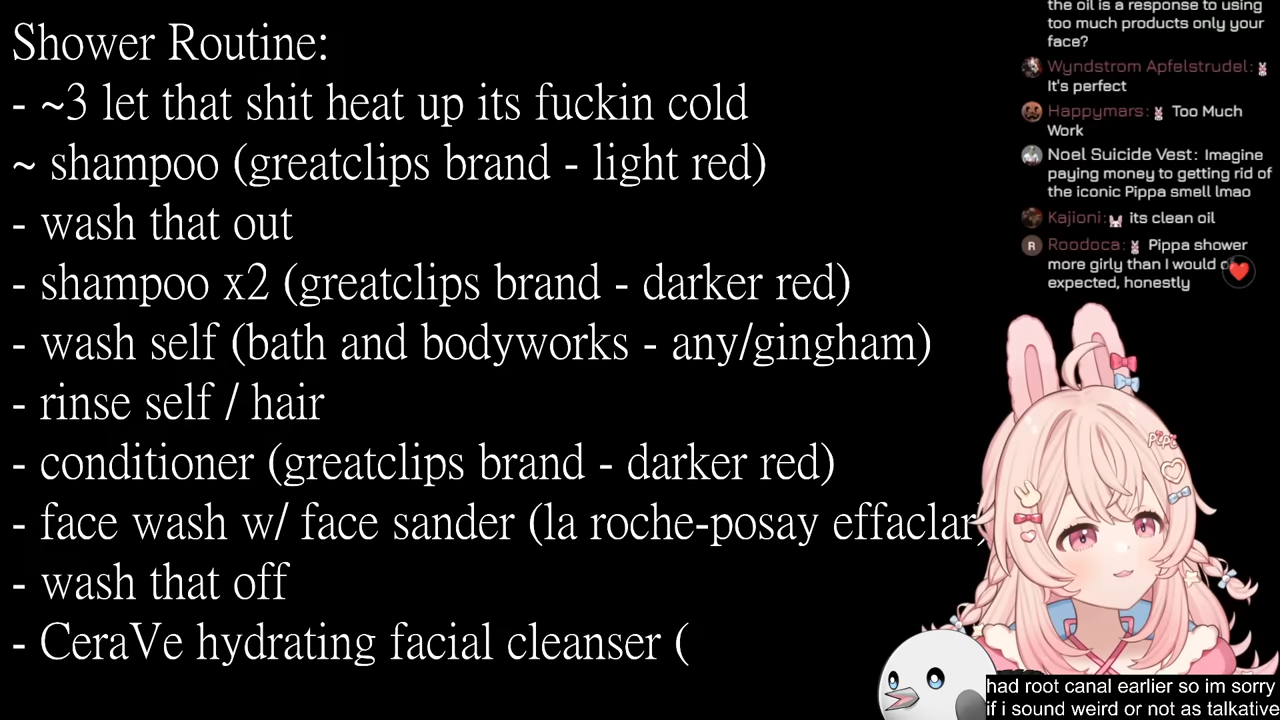 Shower Routine:
- ~3 let that shit heat up its fuckin cold
~ shampoo (greatclips brand - light red)
- wash that out
- shampoo x2 (greatclips brand - darker red)
- wash self (bath and bodyworks - any/gingham)
- rinse self / hair
- conditioner (greatclips brand - darker red)
- face wash w/ face sander (la roche-posay effaclar)
- wash that off
- CeraVe hydrating facial cleanser (
the oil is a response to using
too much products only your
face?
Wyndstrom Apfelstrudel:
It's perfect
Happymars: Too Much
Work
Noel Suicide Vest: Imagine
paying money to getting rid of
the iconic Pippa smell lmao
Kajioni: its clean oil
R Roodoca: Pippa shower
more girly than I would
expected, honestly
PiPi
had root canal earlier so im sorry
if i sound weird or not as talkative